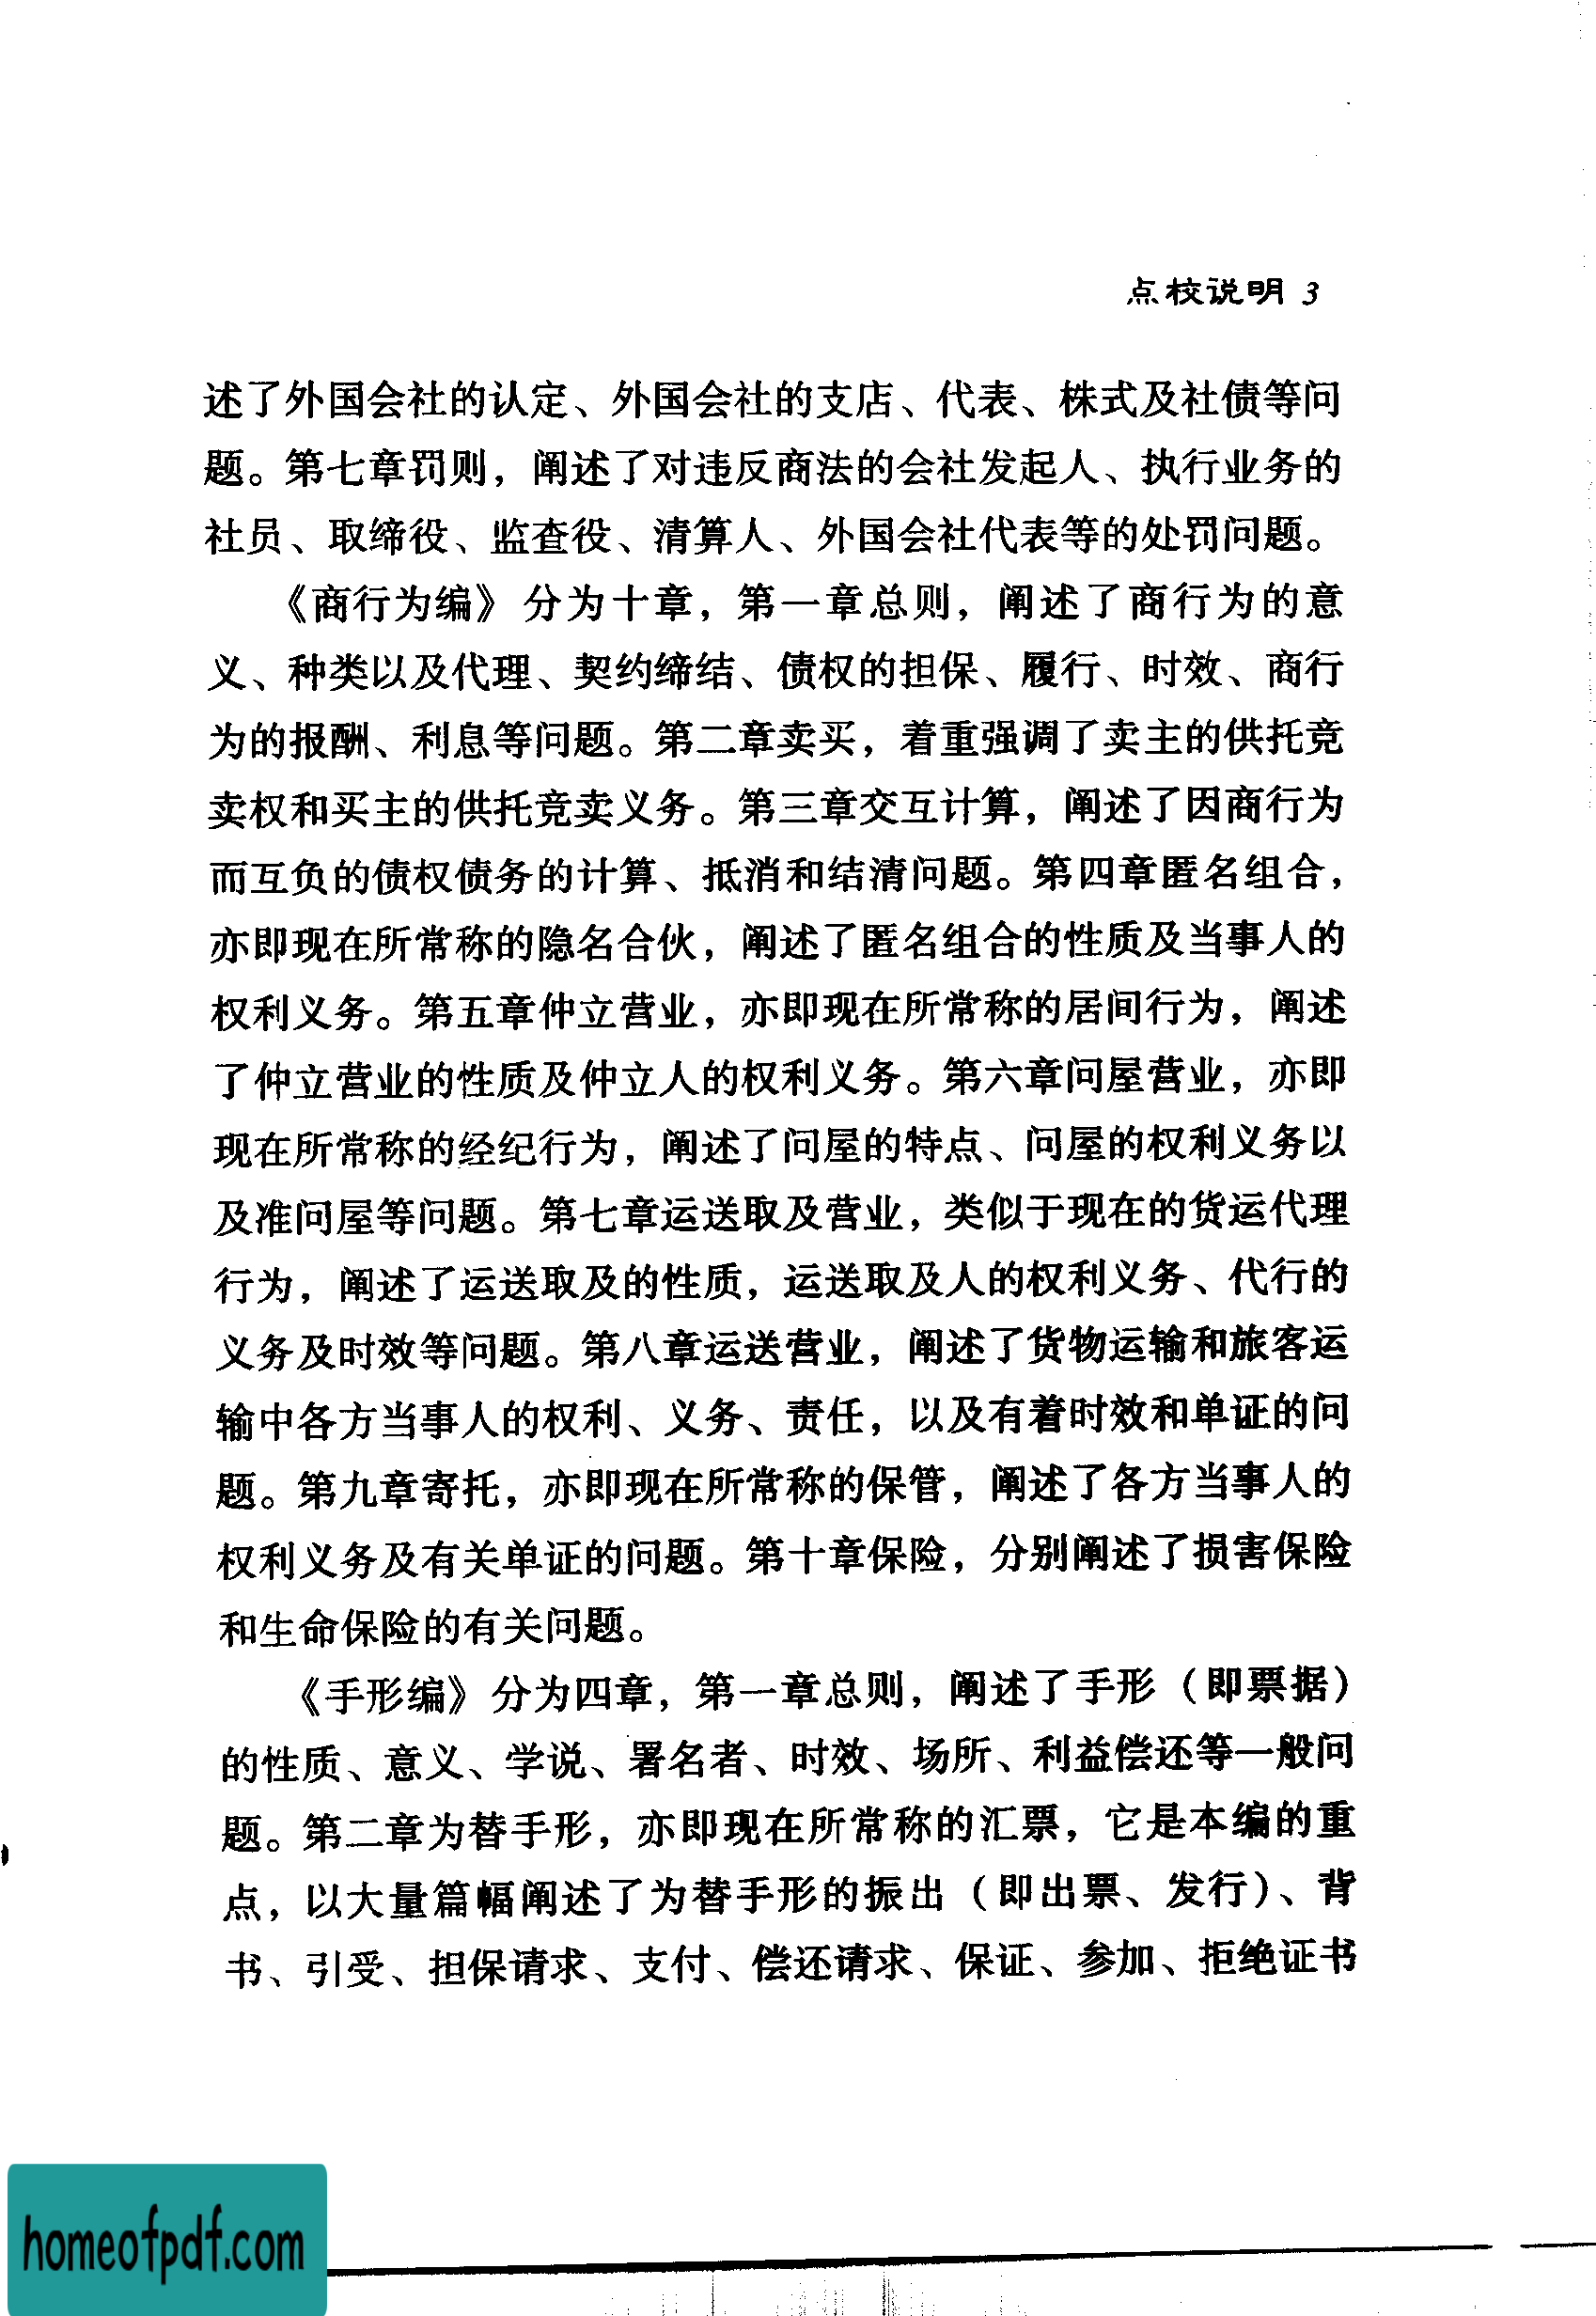 点校说明 3
述了外国会社的认定、外国会社的支店、代表、株式及社债等问
题。第七章罚则，阐述了对违反商法的会社发起人、执行业务的
社员、取缔役、监查役、清算人、外国会社代表等的处罚问题。
《商行为编》分为十章，第一章总则，阐述了商行为的意
义、种类以及代理、契约缔结、债权的担保、履行、时效、商行
为的报酬、利息等问题。第二章卖买，着重强调了卖主的供托竞
卖权和买主的供托竞卖义务。第三章交互计算，阐述了因商行为
而互负的债权债务的计算、抵消和结清问题。第四章匿名组合，
亦即现在所常称的隐名合伙，阐述了匿名组合的性质及当事人的
权利义务。第五章仲立营业，亦即现在所常称的居间行为，阐述
了仲立营业的性质及仲立人的权利义务。第六章问屋营业，亦即
现在所常称的经纪行为，阐述了问屋的特点、问屋的权利义务以
及准问屋等问题。第七章运送取及营业，类似于现在的货运代理
行为，阐述了运送取及的性质，运送取及人的权利义务、代行的
义务及时效等问题。第八章运送营业，阐述了货物运输和旅客运
输中各方当事人的权利、义务、责任，以及有着时效和单证的问
题。第九章寄托，亦即现在所常称的保管，阐述了各方当事人的
权利义务及有关单证的问题。第十章保险，分别阐述了损害保险
和生命保险的有关问题。
《手形编》分为四章，第一章总则，阐述了手形（即票据）
的性质、意义、学说、署名者、时效、场所、利益偿还等一般问
题。第二章为替手形，亦即现在所常称的汇票，它是本编的重
点，以大量篇幅阐述了为替手形的振出（即出票、发行）、背
书、引受、担保请求、支付、偿还请求、保证、参加、拒绝证书
homeofpdf.com